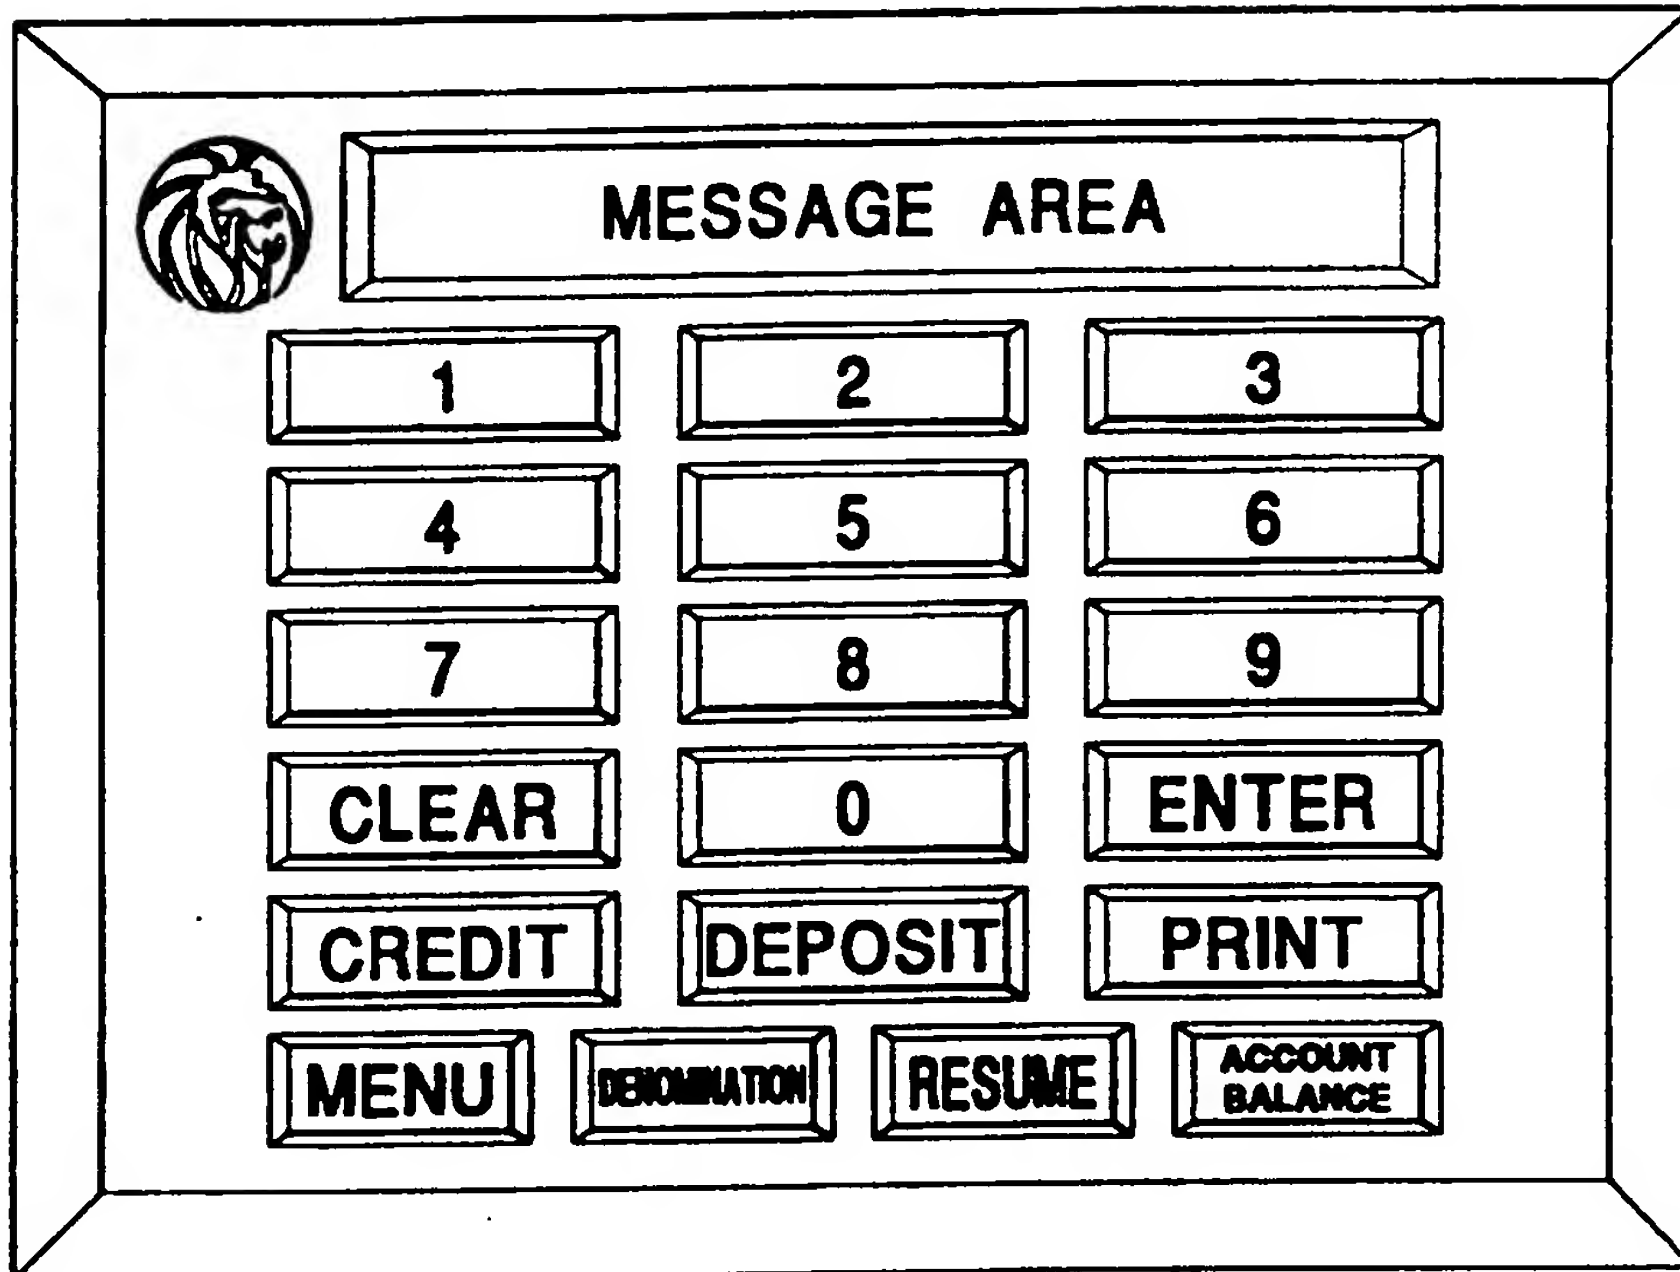 MESSAGE AREA
1 2 3
4 5 6
7 8 9
CLEAR 0 ENTER
CREDIT DEPOSIT PRINT
MENU DENOMINATION RESUME ACCOUNT
BALANCE